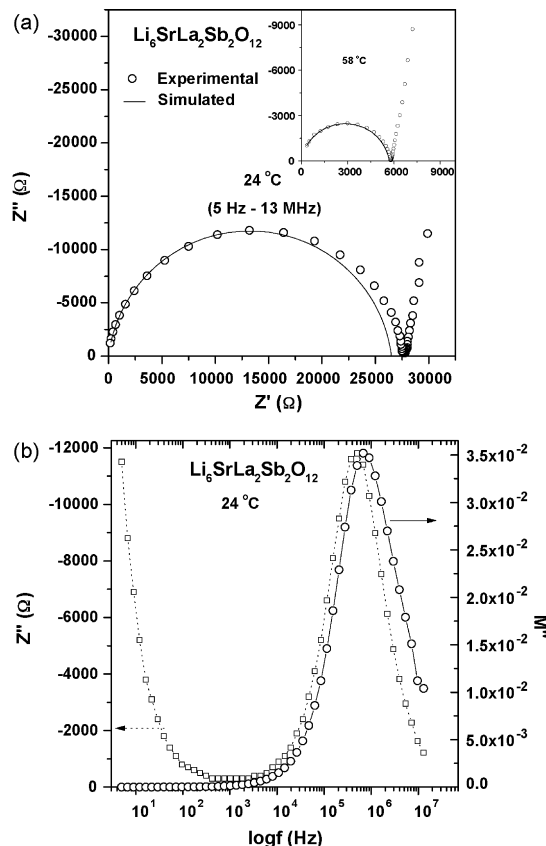 (a)
Li₆SrLa₂Sb₂O₁₂
Experimental
Simulated
24 °C
(5 Hz - 13 MHz)
Z'' (Ω)
-35000
-30000
-25000
-20000
-15000
-10000
-5000
0
0 5000 10000 15000 20000 25000 30000
Z' (Ω)
58 °C
-9000
-6000
-3000
0
0 3000 6000 9000
(b)
Li₆SrLa₂Sb₂O₁₂
24 °C
Z'' (Ω)
-12000
-10000
-8000
-6000
-4000
-2000
0
3.5x10⁻²
3.0x10⁻²
2.5x10⁻²
2.0x10⁻²
1.5x10⁻²
1.0x10⁻²
5.0x10⁻³
0.0
M''
10¹ 10² 10³ 10⁴ 10⁵ 10⁶ 10⁷
logf (Hz)